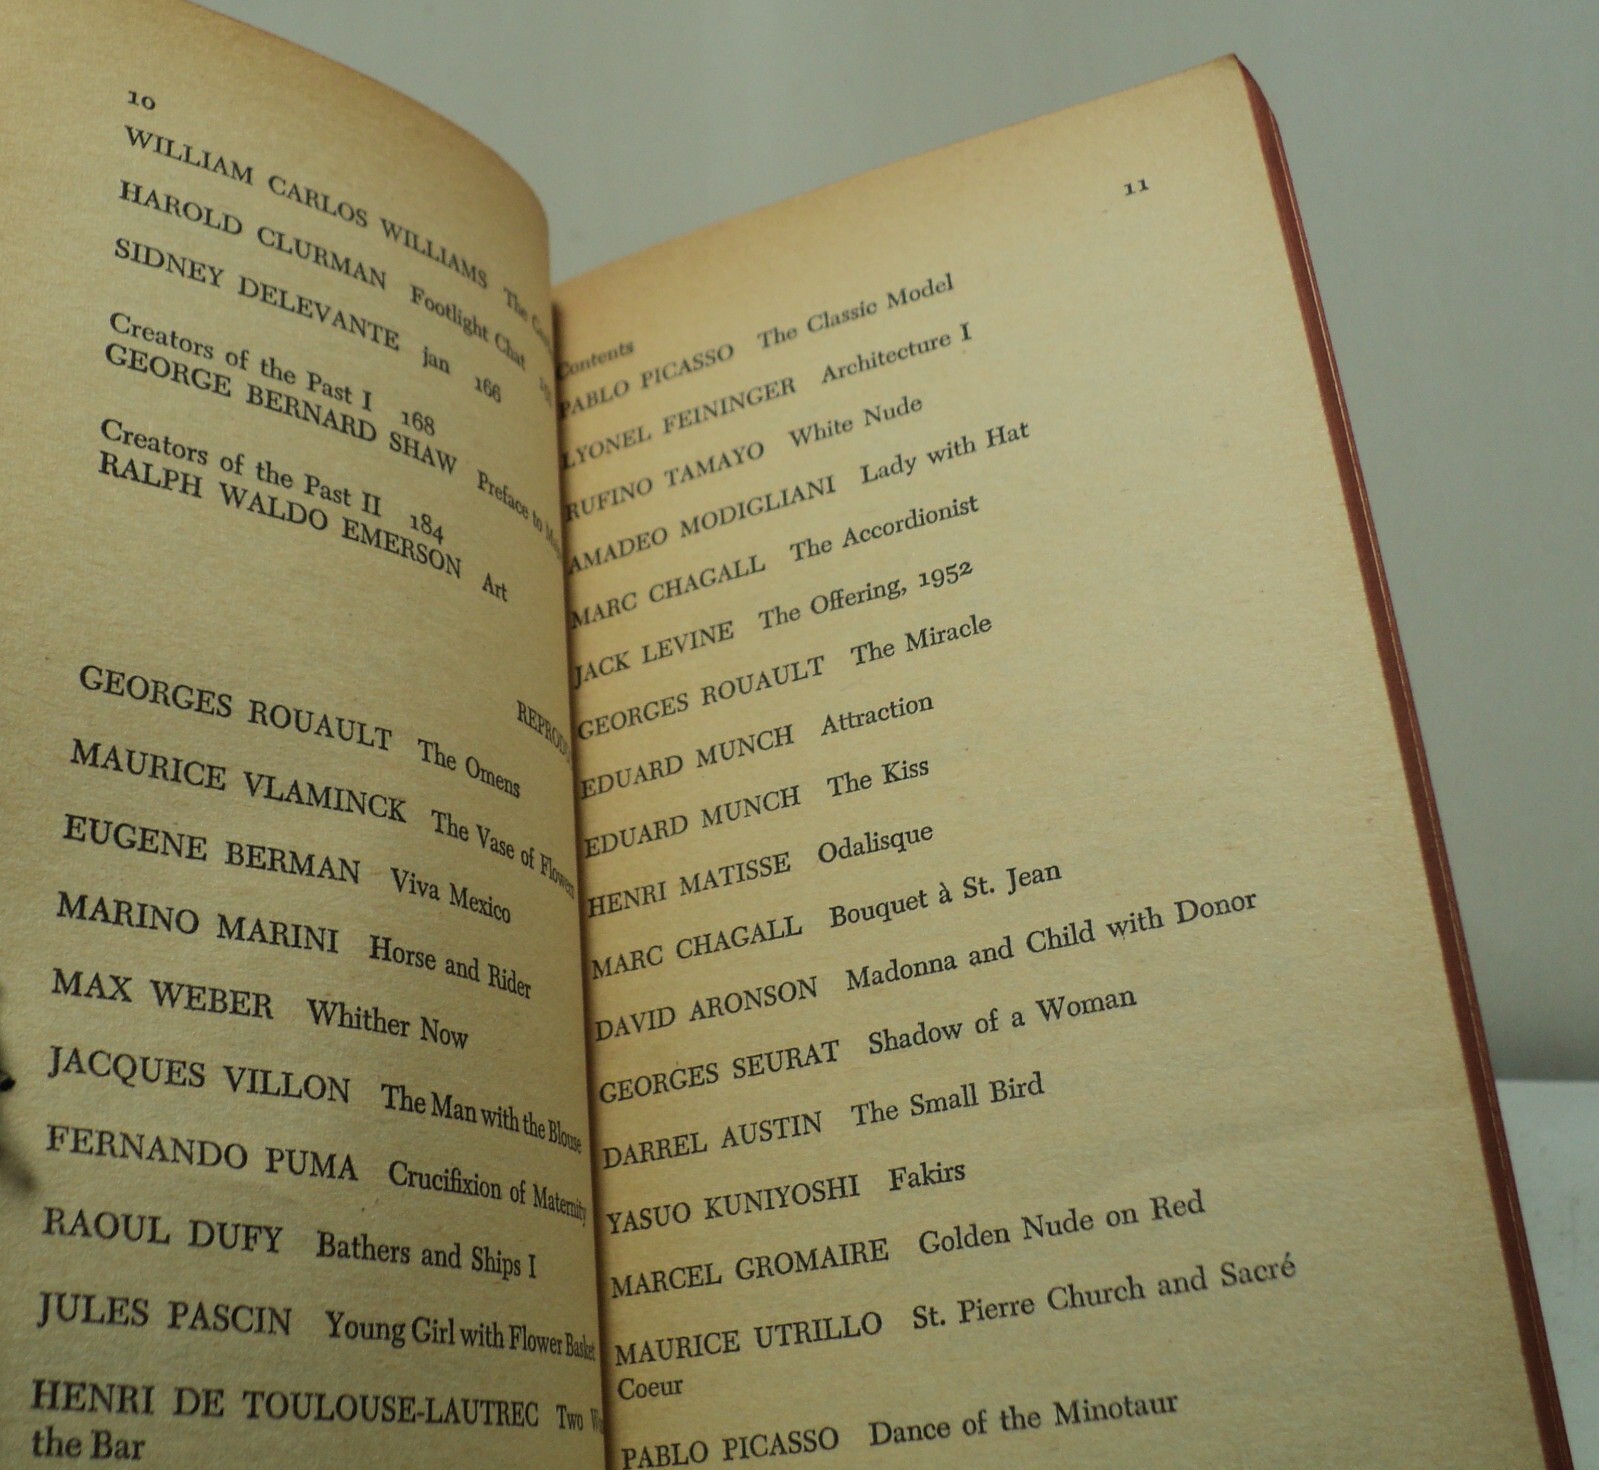 10
WILLIAM CARLOS WILLIAMS The
HAROLD CLURMAN Footlight Chat
SIDNEY DELEVANTE jan 166
Creators of the Past I 168
GEORGE BERNARD SHAW Preface to
Creators of the Past II 184
RALPH WALDO EMERSON Art
GEORGES ROUAULT The Omens
MAURICE VLAMINCK The Vase of Flowers
EUGENE BERMAN Viva Mexico
MARINO MARINI Horse and Rider
MAX WEBER Whither Now
JACQUES VILLON The Man with the Blouse
FERNANDO PUMA Crucifixion of Maternity
RAOUL DUFY Bathers and Ships I
JULES PASCIN Young Girl with Flower Basket
HENRI DE TOULOUSE-LAUTREC Two
the Bar
11
Contents
PABLO PICASSO The Classic Model
LYONEL FEININGER Architecture I
RUFINO TAMAYO White Nude
AMADEO MODIGLIANI Lady with Hat
MARC CHAGALL The Accordionist
JACK LEVINE The Offering, 1952
GEORGES ROUAULT The Miracle
EDUARD MUNCH Attraction
EDUARD MUNCH The Kiss
HENRI MATISSE Odalisque
MARC CHAGALL Bouquet à St. Jean
DAVID ARONSON Madonna and Child with Donor
GEORGES SEURAT Shadow of a Woman
DARREL AUSTIN The Small Bird
YASUO KUNIYOSHI Fakirs
MARCEL GROMAIRE Golden Nude on Red
MAURICE UTRILLO St. Pierre Church and Sacré
Coeur
PABLO PICASSO Dance of the Minotaur